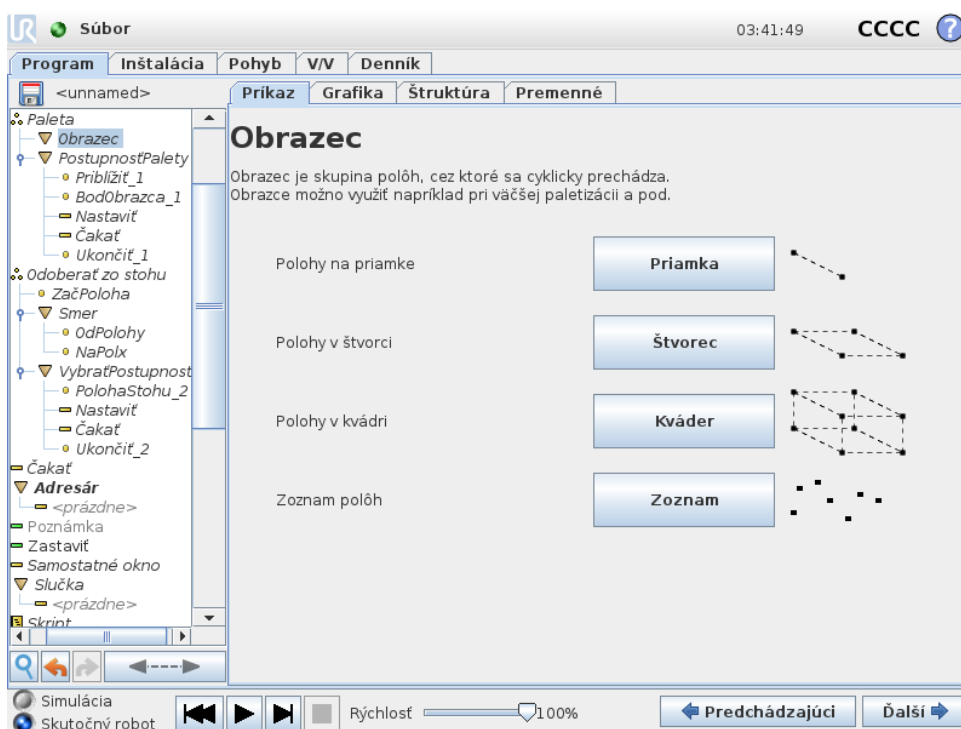 UR Súbor 03:41:49 CCCC ?
Program Inštalácia Pohyb V/V Denník
<unnamed> Príkaz Grafika Štruktúra Premenné
Paleta
Obrazec
PostupnosťPalety
Priblížiť_1
BodObrazca_1
Nastaviť
Čakať
Ukončiť_1
Odoberať zo stohu
ZačPoloha
Smer
OdPolohy
NaPolx
VybraťPostupnost
PolohaStohu_2
Nastaviť
Čakať
Ukončiť_2
Čakať
Adresár
<prázdne>
Poznámka
Zastaviť
Samostatné okno
Slučka
<prázdne>
Skript
Obrazec
Obrazec je skupina polôh, cez ktoré sa cyklicky prechádza.
Obrazce možno využiť napríklad pri väčšej paletizácii a pod.
Polohy na priamke Priamka
Polohy v štvorci Štvorec
Polohy v kvádri Kváder
Zoznam polôh Zoznam
Simulácia
Skutočný robot
Rýchlosť 100% Predchádzajúci Ďalší